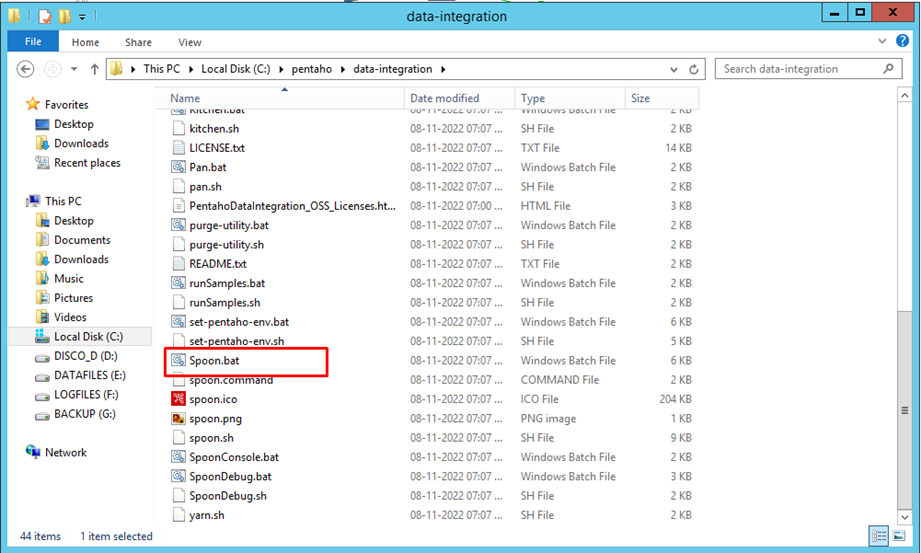 data-integration
File Home Share View
This PC Local Disk (C:) pentaho data-integration Search data-integration
Name Date modified Type Size
Favorites
Desktop
Downloads
Recent places
This PC
Desktop
Documents
Downloads
Music
Pictures
Videos
Local Disk (C:)
DISCO_D (D:)
DATAFILES (E:)
LOGFILES (F:)
BACKUP (G:)
Network
Kitchen.bat 08-11-2022 07:07 ... Windows Batch File 2 KB
kitchen.sh 08-11-2022 07:07 ... SH File 2 KB
LICENSE.txt 08-11-2022 07:07 ... TXT File 14 KB
Pan.bat 08-11-2022 07:07 ... Windows Batch File 2 KB
pan.sh 08-11-2022 07:07 ... SH File 2 KB
PentahoDataIntegration_OSS_Licenses.ht... 08-11-2022 07:00 ... HTML File 3 KB
purge-utility.bat 08-11-2022 07:07 ... Windows Batch File 2 KB
purge-utility.sh 08-11-2022 07:07 ... SH File 2 KB
README.txt 08-11-2022 07:07 ... TXT File 2 KB
runSamples.bat 08-11-2022 07:07 ... Windows Batch File 2 KB
runSamples.sh 08-11-2022 07:07 ... SH File 2 KB
set-pentaho-env.bat 08-11-2022 07:07 ... Windows Batch File 6 KB
set-pentaho-env.sh 08-11-2022 07:07 ... SH File 5 KB
Spoon.bat 08-11-2022 07:07 ... Windows Batch File 6 KB
spoon.command 08-11-2022 07:07 ... COMMAND File 2 KB
spoon.ico 08-11-2022 07:07 ... ICO File 204 KB
spoon.png 08-11-2022 07:07 ... PNG image 1 KB
spoon.sh 08-11-2022 07:07 ... SH File 9 KB
SpoonConsole.bat 08-11-2022 07:07 ... Windows Batch File 2 KB
SpoonDebug.bat 08-11-2022 07:07 ... Windows Batch File 3 KB
SpoonDebug.sh 08-11-2022 07:07 ... SH File 2 KB
yarn.sh 08-11-2022 07:07 ... SH File 2 KB
44 items 1 item selected